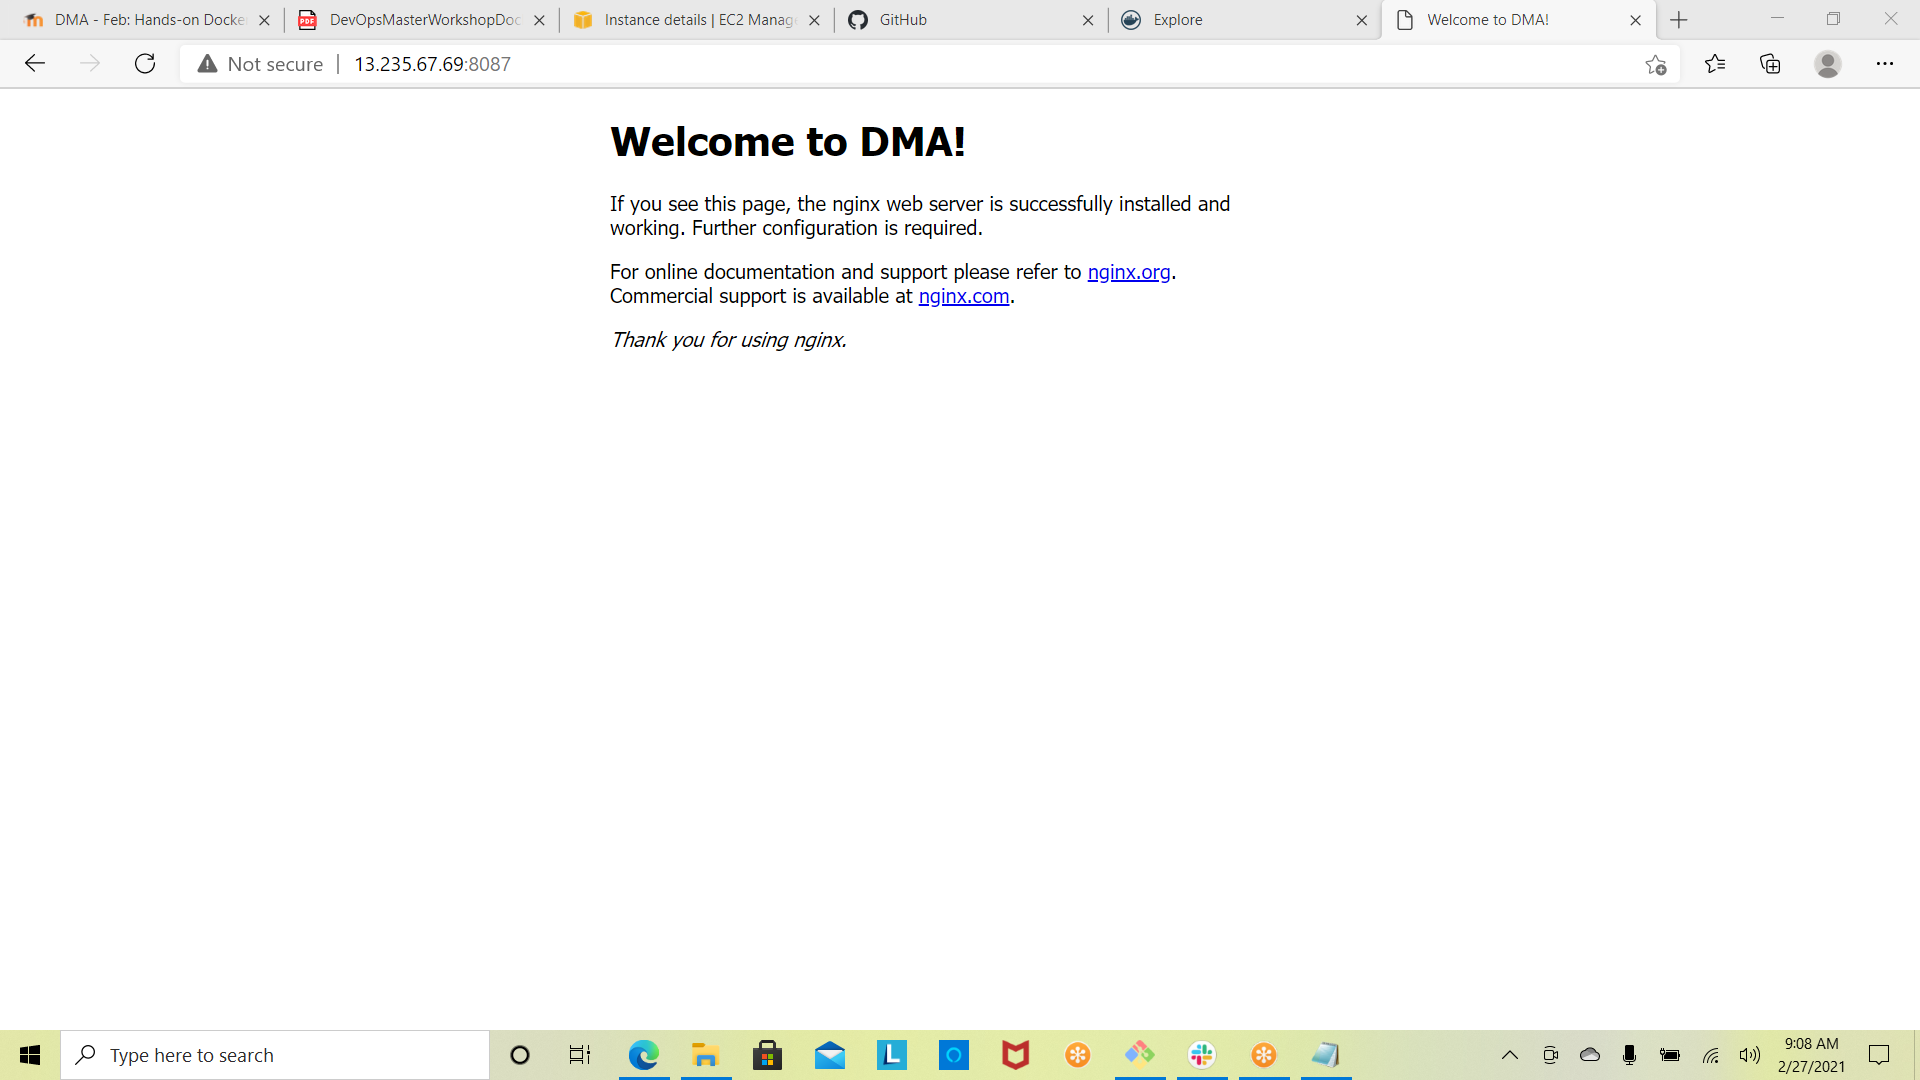 DMA - Feb: Hands-on Docke
DevOpsMasterWorkshopDoc
Instance details | EC2 Manag
GitHub
Explore
Welcome to DMA!
Not secure
13.235.67.69:8087
Welcome to DMA!
If you see this page, the nginx web server is successfully installed and
working. Further configuration is required.
For online documentation and support please refer to nginx.org.
Commercial support is available at nginx.com.
Thank you for using nginx.
Type here to search
9:08 AM
2/27/2021